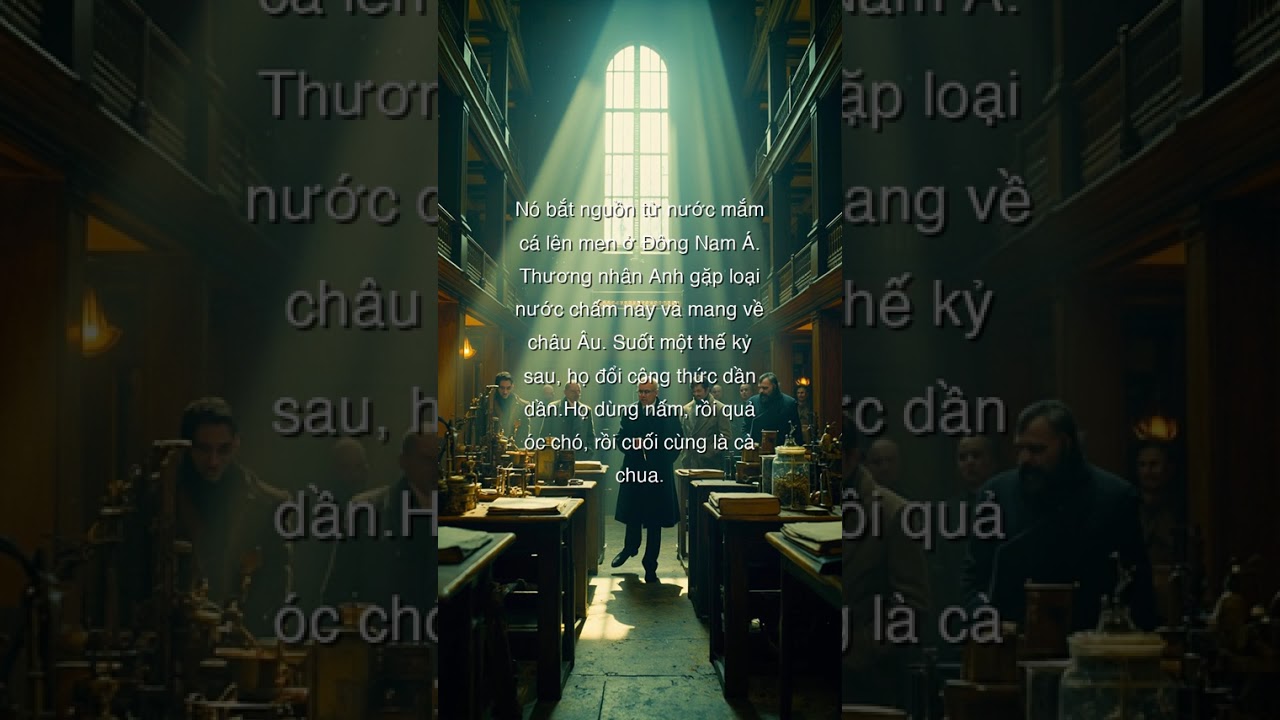 Nó bắt nguồn từ nước mắm
cá lên men ở Đông Nam Á.
Thương nhân Anh gặp loại
nước chấm này và mang về
châu Âu. Suốt một thế kỷ
sau, họ đổi công thức dần
dần.Họ dùng nấm, rồi quả
óc chó, rồi cuối cùng là cà
chua.